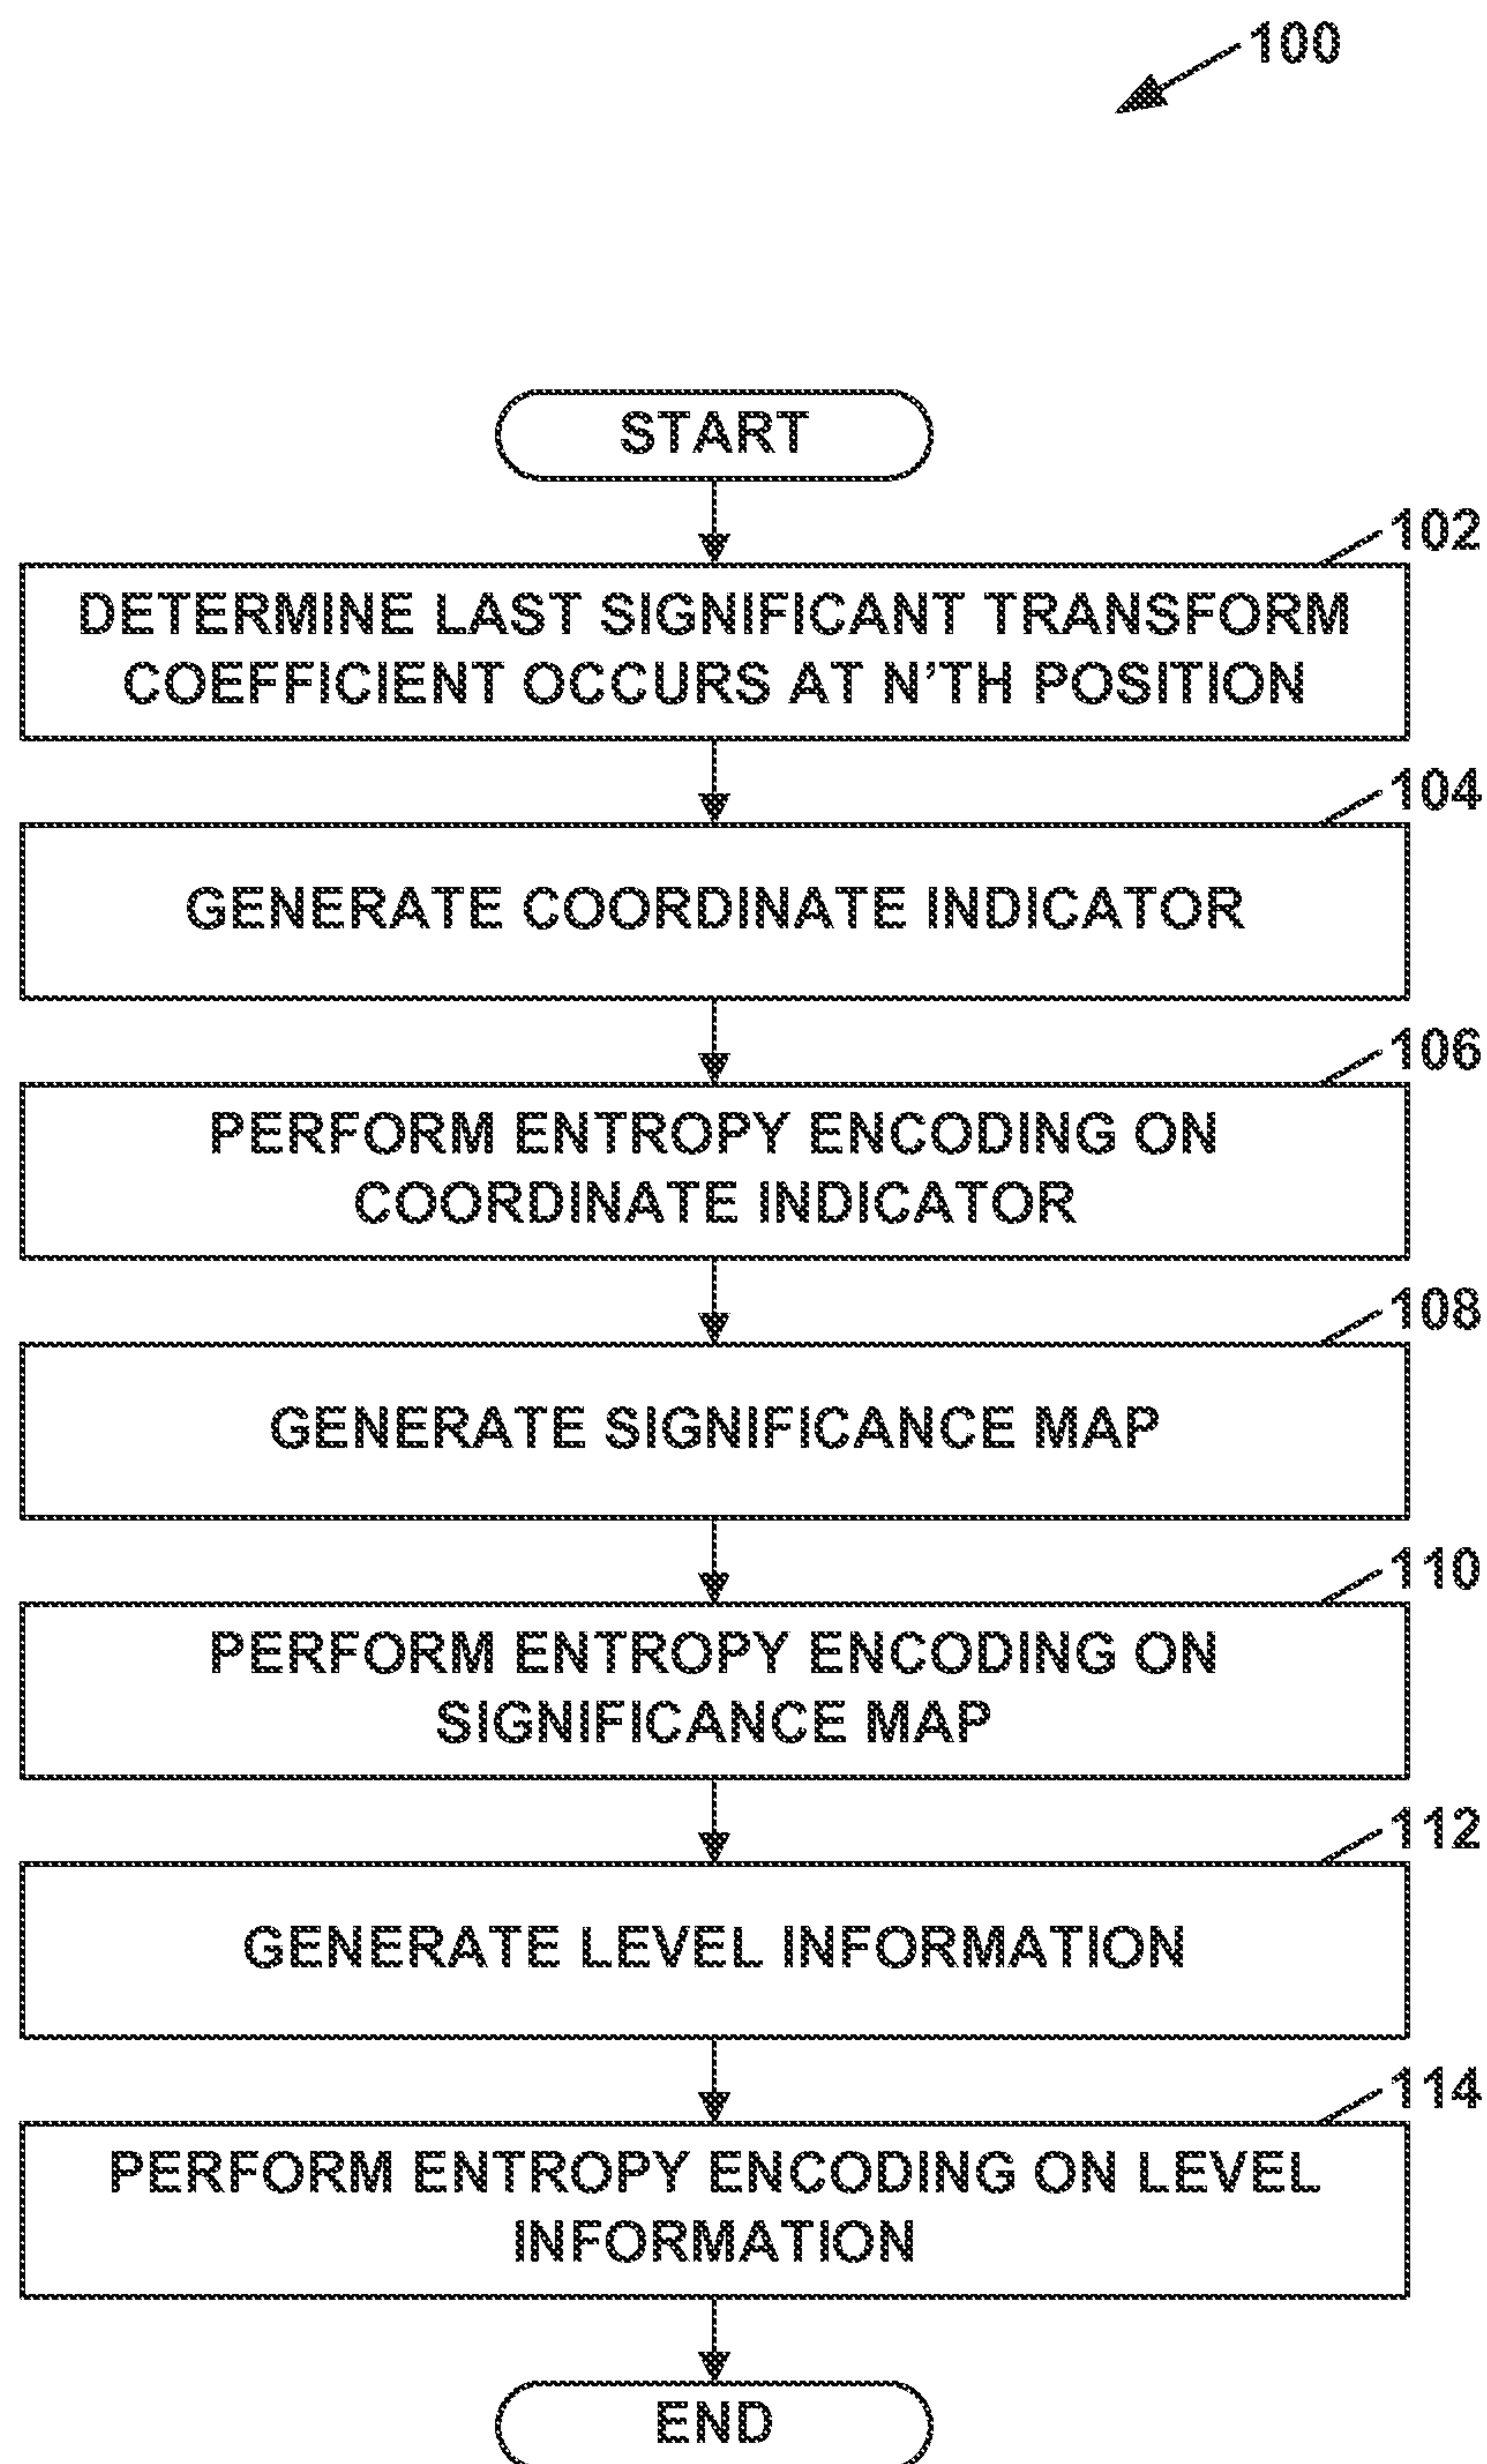 100
START
102
DETERMINE LAST SIGNIFICANT TRANSFORM
COEFFICIENT OCCURS AT N'TH POSITION
104
GENERATE COORDINATE INDICATOR
106
PERFORM ENTROPY ENCODING ON
COORDINATE INDICATOR
108
GENERATE SIGNIFICANCE MAP
110
PERFORM ENTROPY ENCODING ON
SIGNIFICANCE MAP
112
GENERATE LEVEL INFORMATION
114
PERFORM ENTROPY ENCODING ON LEVEL
INFORMATION
END